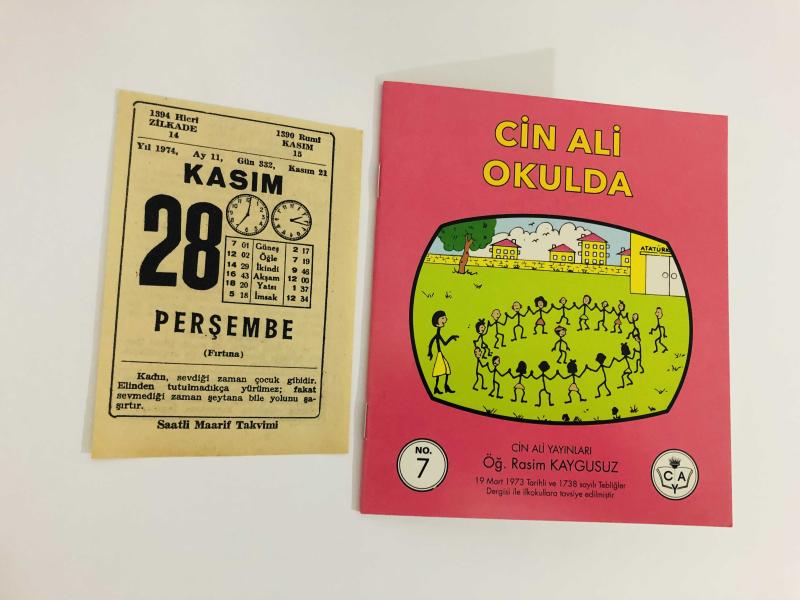 1394 Hicri
ZİLKADE
14
1390 Rumî
KASIM
15
Yıl 1974, Ay 11, Gün 332, Kasım 21
KASIM
28
7 01 Güneş 2 17
12 02 Öğle 7 19
14 29 İkindi 9 46
16 43 Akşam 12 00
18 20 Yatsı 1 37
5 18 İmsak 12 34
PERŞEMBE
(Fırtına)
Kadın, sevdiği zaman çocuk gibidir.
Elinden tutulmadıkça yürümez; fakat
sevmediği zaman şeytana bile yolunu şa-
şırtır.
Saatli Maarif Takvimi
CİN ALİ
OKULDA
ATATÜRK
NO.
7
CİN ALİ YAYINLARI
Öğ. Rasim KAYGUSUZ
19 Mart 1973 Tarihli ve 1738 sayılı Tebliğler
Dergisi ile ilkokullara tavsiye edilmiştir
C A
Y